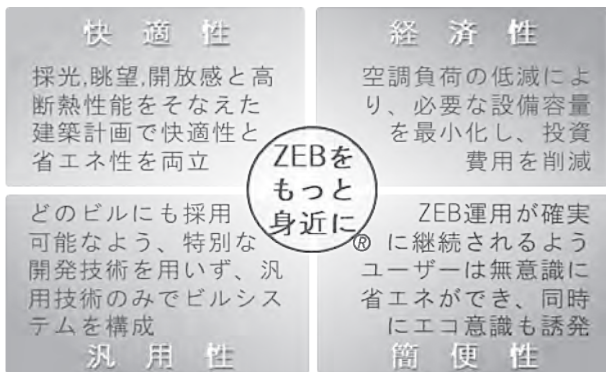 快適性
採光,眺望,開放感と高
断熱性能をそなえた
建築計画で快適性と
省エネ性を両立
経済性
空調負荷の低減によ
り、必要な設備容量
を最小化し、投資
費用を削減
ZEBを
もっと
身近に
®
どのビルにも採用
可能なよう、特別な
開発技術を用いず、汎
用技術のみでビルシス
テムを構成
汎用性
ZEB運用が確実
に継続されるよう
ユーザーは無意識に
省エネができ、同時
にエコ意識も誘発
簡便性